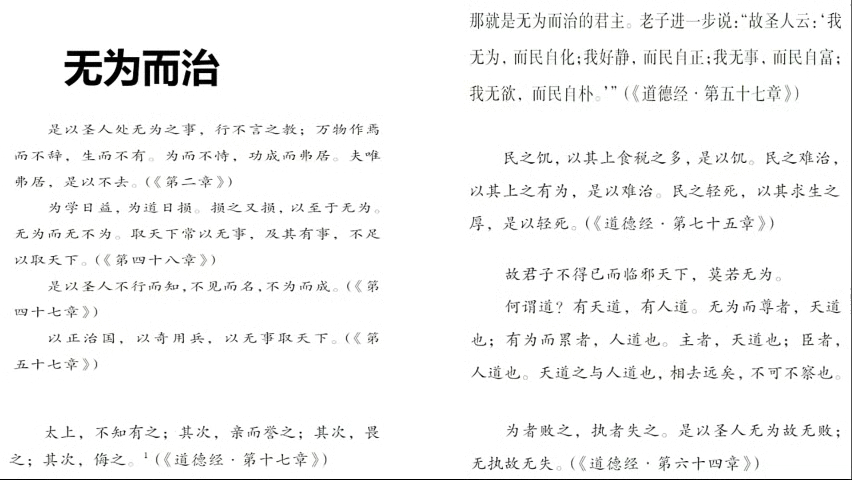 无为而治
是以圣人处无为之事，行不言之教；万物作焉
而不辞，生而不有。为而不恃，功成而弗居。夫唯
弗居，是以不去。(《第二章》)
为学日益，为道日损。损之又损，以至于无为。
无为而无不为。取天下常以无事，及其有事，不足
以取天下。(《第四十八章》)
是以圣人不行而知，不见而名，不为而成。(《第
四十七章》)
以正治国，以奇用兵，以无事取天下。(《第
五十七章》)
太上，不知有之；其次，亲而誉之；其次，畏
之；其次，侮之。¹(《道德经·第十七章》)
那就是无为而治的君主。老子进一步说：“故圣人云：‘我
无为，而民自化；我好静，而民自正；我无事，而民自富；
我无欲，而民自朴。’”(《道德经·第五十七章》)
民之饥，以其上食税之多，是以饥。民之难治，
以其上之有为，是以难治。民之轻死，以其求生之
厚，是以轻死。(《道德经·第七十五章》)
故君子不得已而临邪天下，莫若无为。
何谓道？有天道，有人道。无为而尊者，天道
也；有为而累者，人道也。主者，天道也；臣者，
人道也。天道之与人道也，相去远矣，不可不察也。
为者败之，执者失之。是以圣人无为故无败；
无执故无失。(《道德经·第六十四章》)